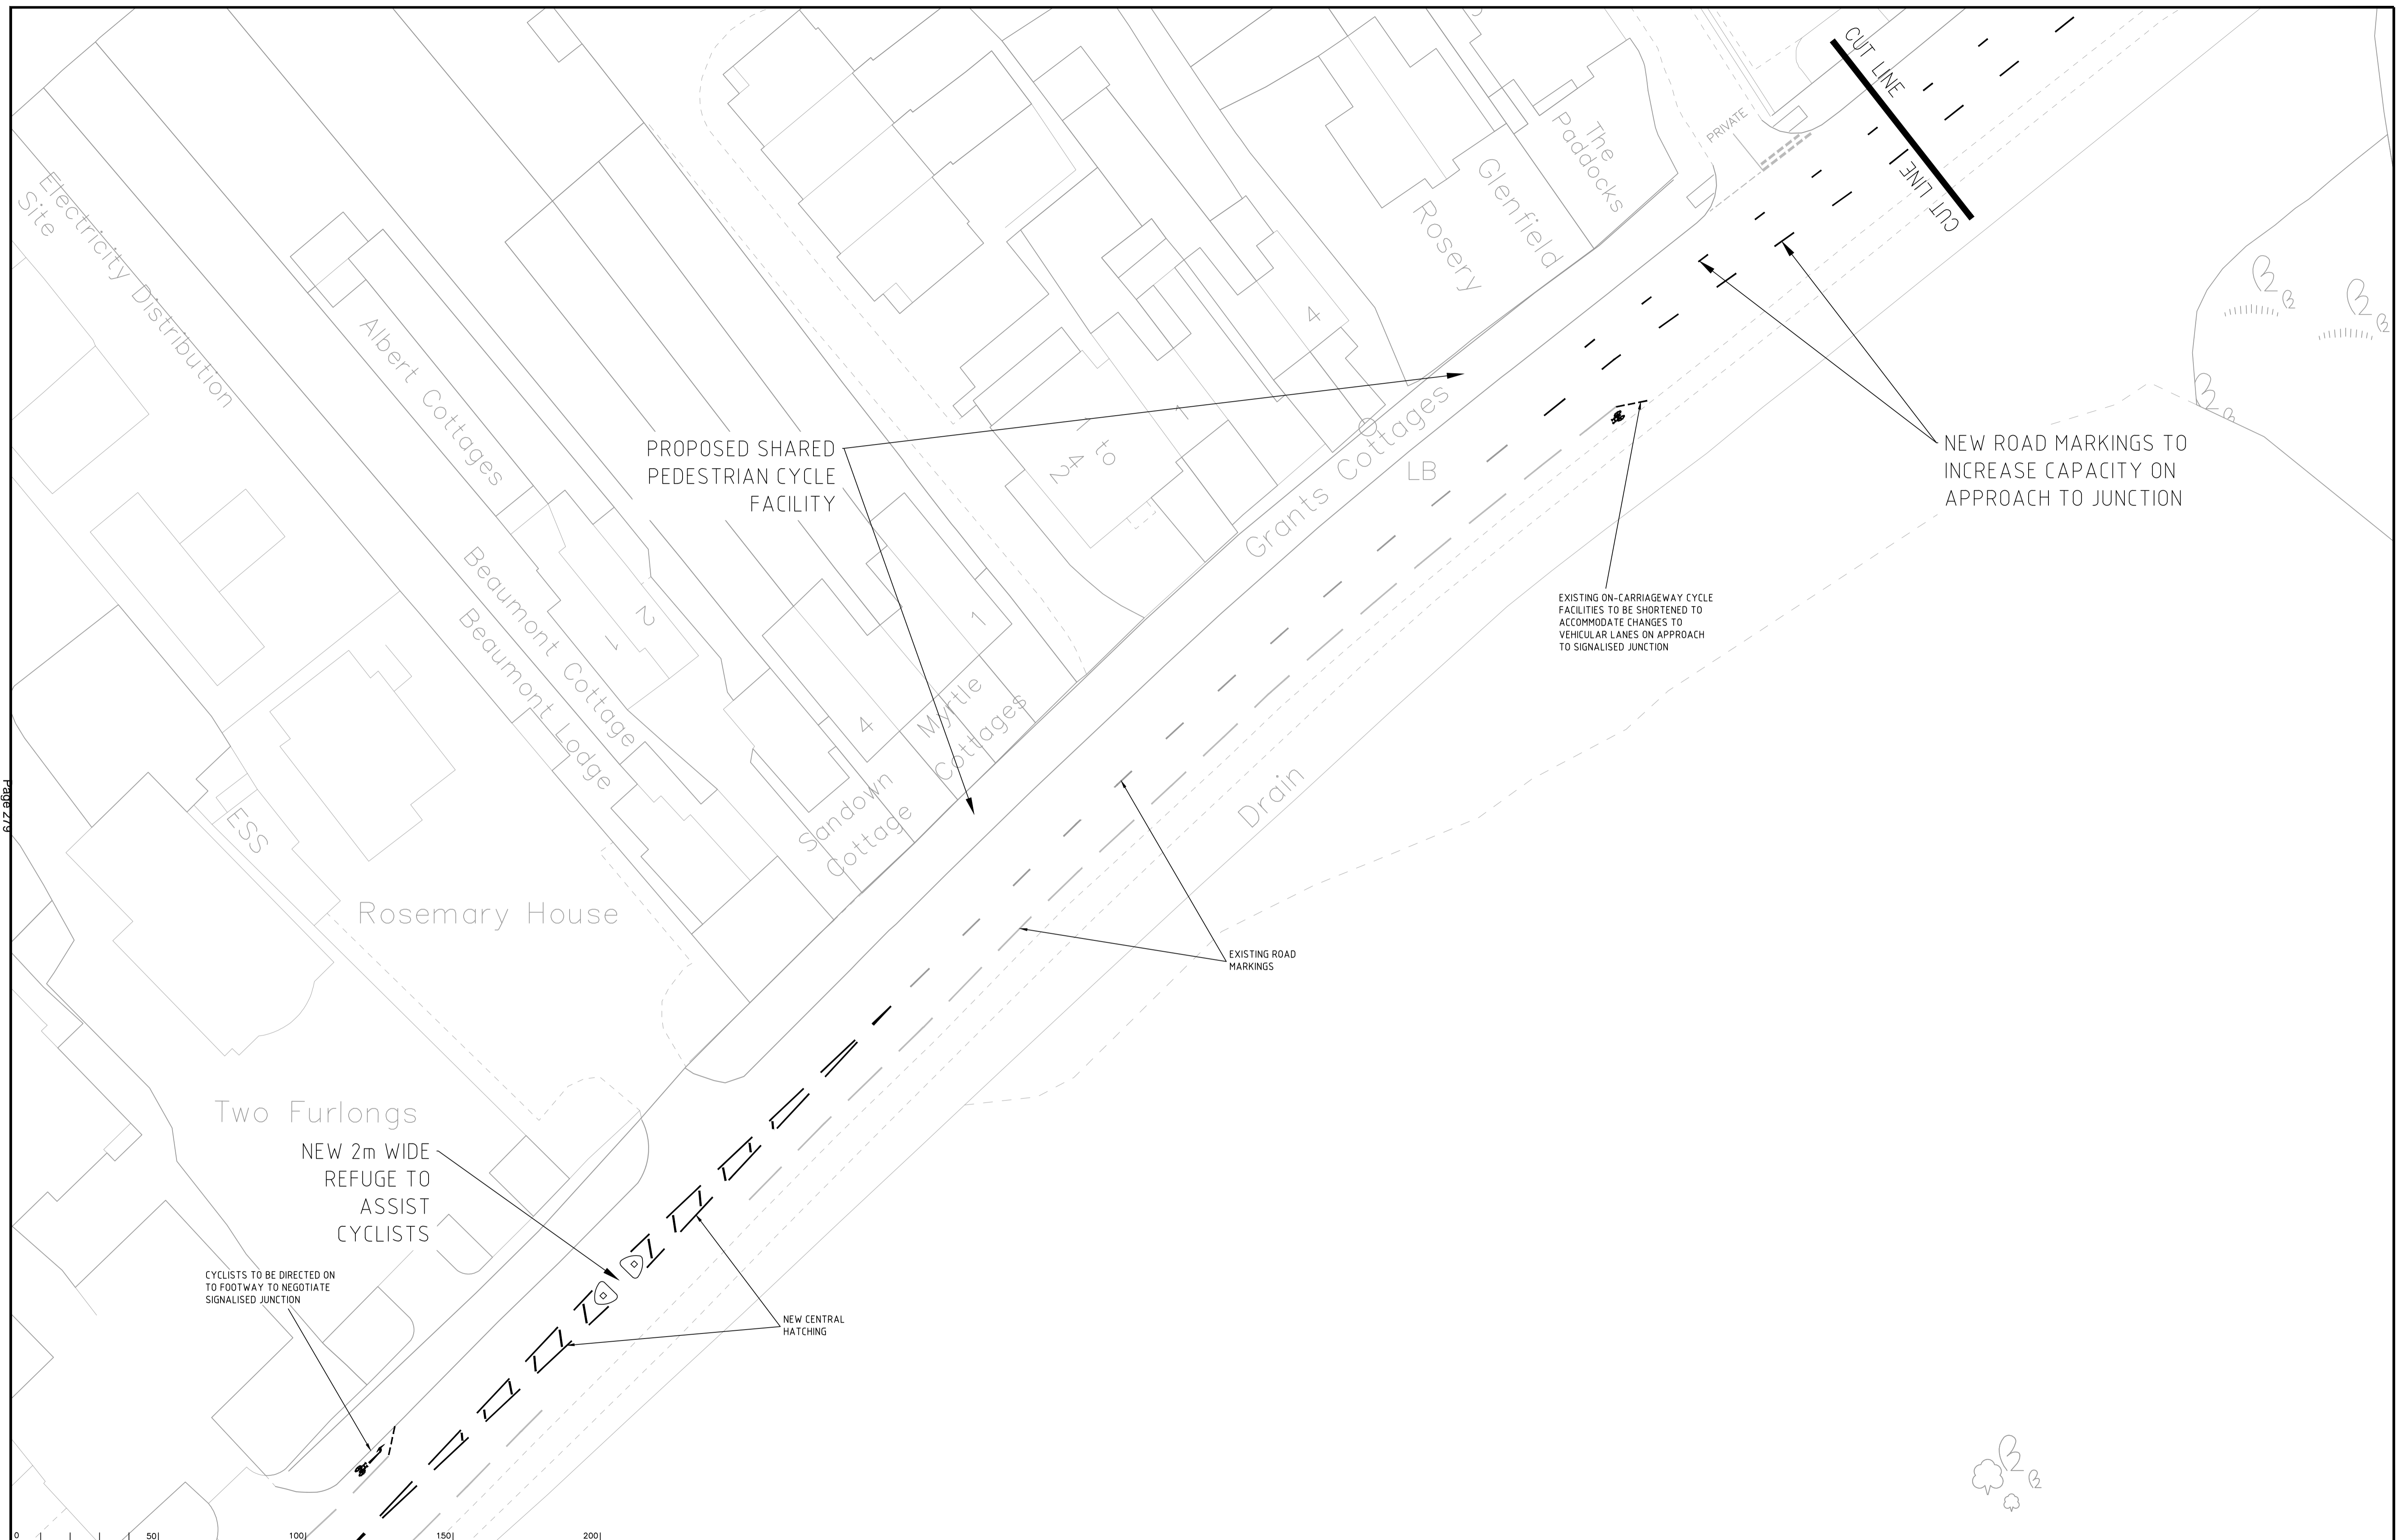 CUT LINE
CUT LINE
PRIVATE
The
Paddocks
Glenfield
Rosery
Electricity Distribution
Site
Albert Cottages
4
1
1 to
24
PROPOSED SHARED
PEDESTRIAN CYCLE
FACILITY
Grants Cottages
LB
NEW ROAD MARKINGS TO
INCREASE CAPACITY ON
APPROACH TO JUNCTION
EXISTING ON-CARRIAGEWAY CYCLE
FACILITIES TO BE SHORTENED TO
ACCOMMODATE CHANGES TO
VEHICULAR LANES ON APPROACH
TO SIGNALISED JUNCTION
Beaumont Cottage
Beaumont Lodge
2
1
1
4
Myrtle
Cottages
Sandown
Cottage
Drain
Page 279
ESS
Rosemary House
EXISTING ROAD
MARKINGS
Two Furlongs
NEW 2m WIDE
REFUGE TO
ASSIST
CYCLISTS
CYCLISTS TO BE DIRECTED ON
TO FOOTWAY TO NEGOTIATE
SIGNALISED JUNCTION
NEW CENTRAL
HATCHING
0 50 100 150 200